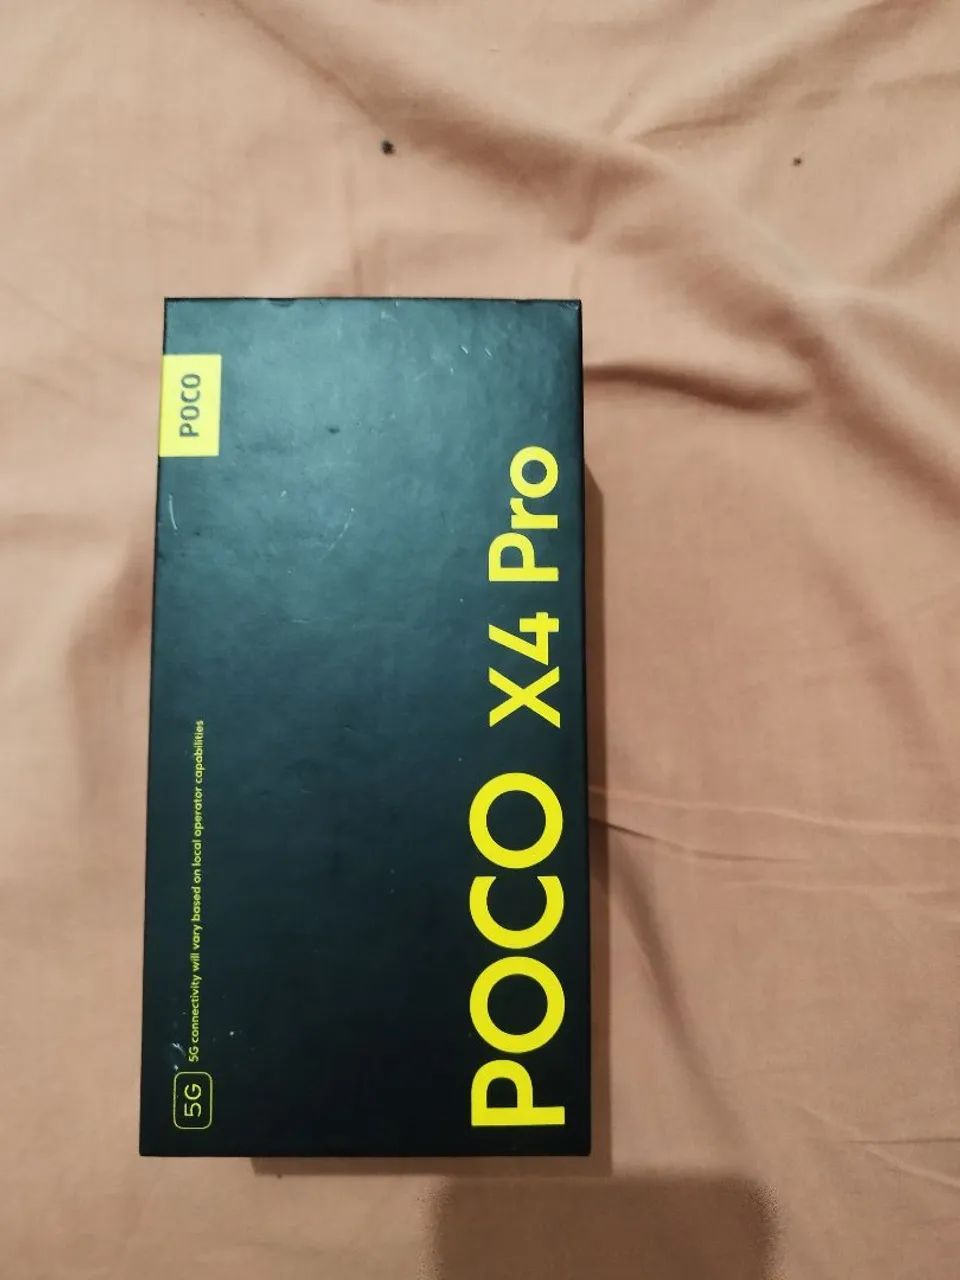 POCO
5G 5G connectivity will vary based on local operator capabilities
POCO X4 Pro